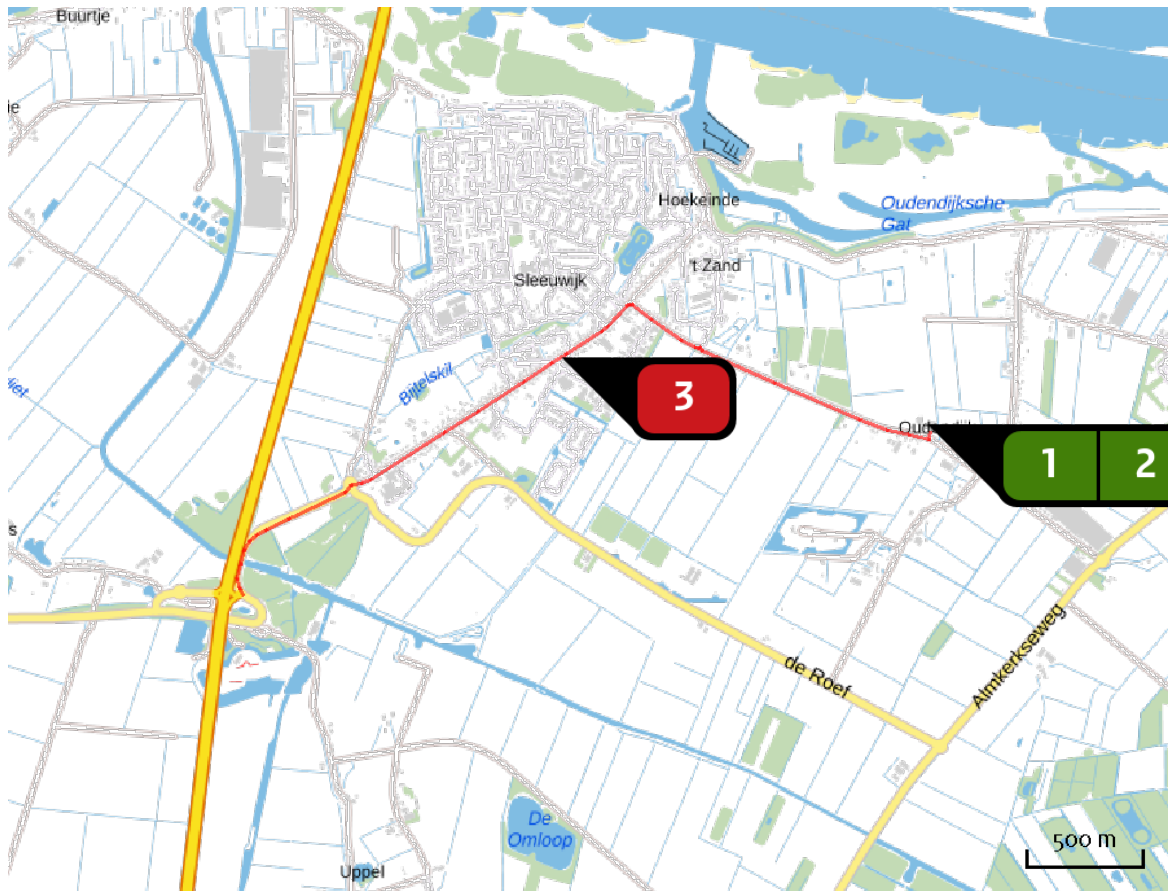 Buurtje
Hoekeinde
Oudendijksche
Gat
't Zand
Sleeuwijk
Bijtelskil
3
1
2
de Roef
Almkerkseweg
De
Omloop
500 m
Uppel